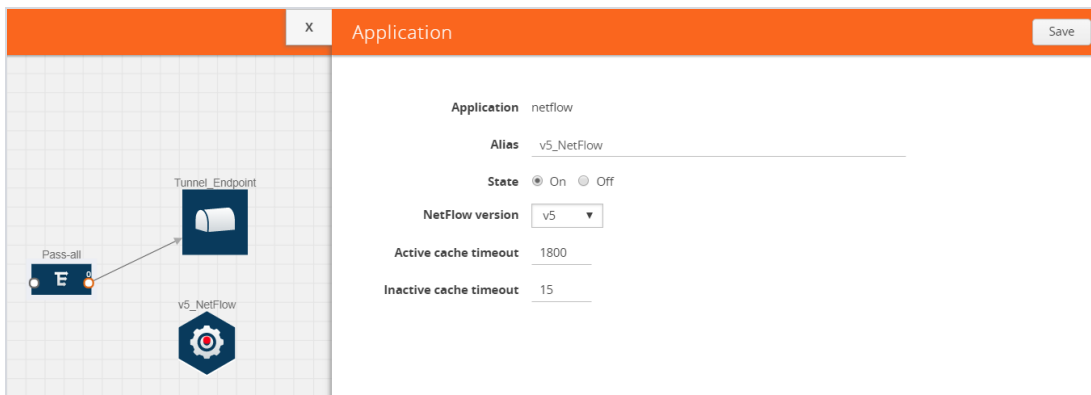 X
Application
Save
Application netflow
Alias v5_NetFlow
State On Off
NetFlow version v5
Active cache timeout 1800
Inactive cache timeout 15
Tunnel_Endpoint
Pass-all
0
v5_NetFlow